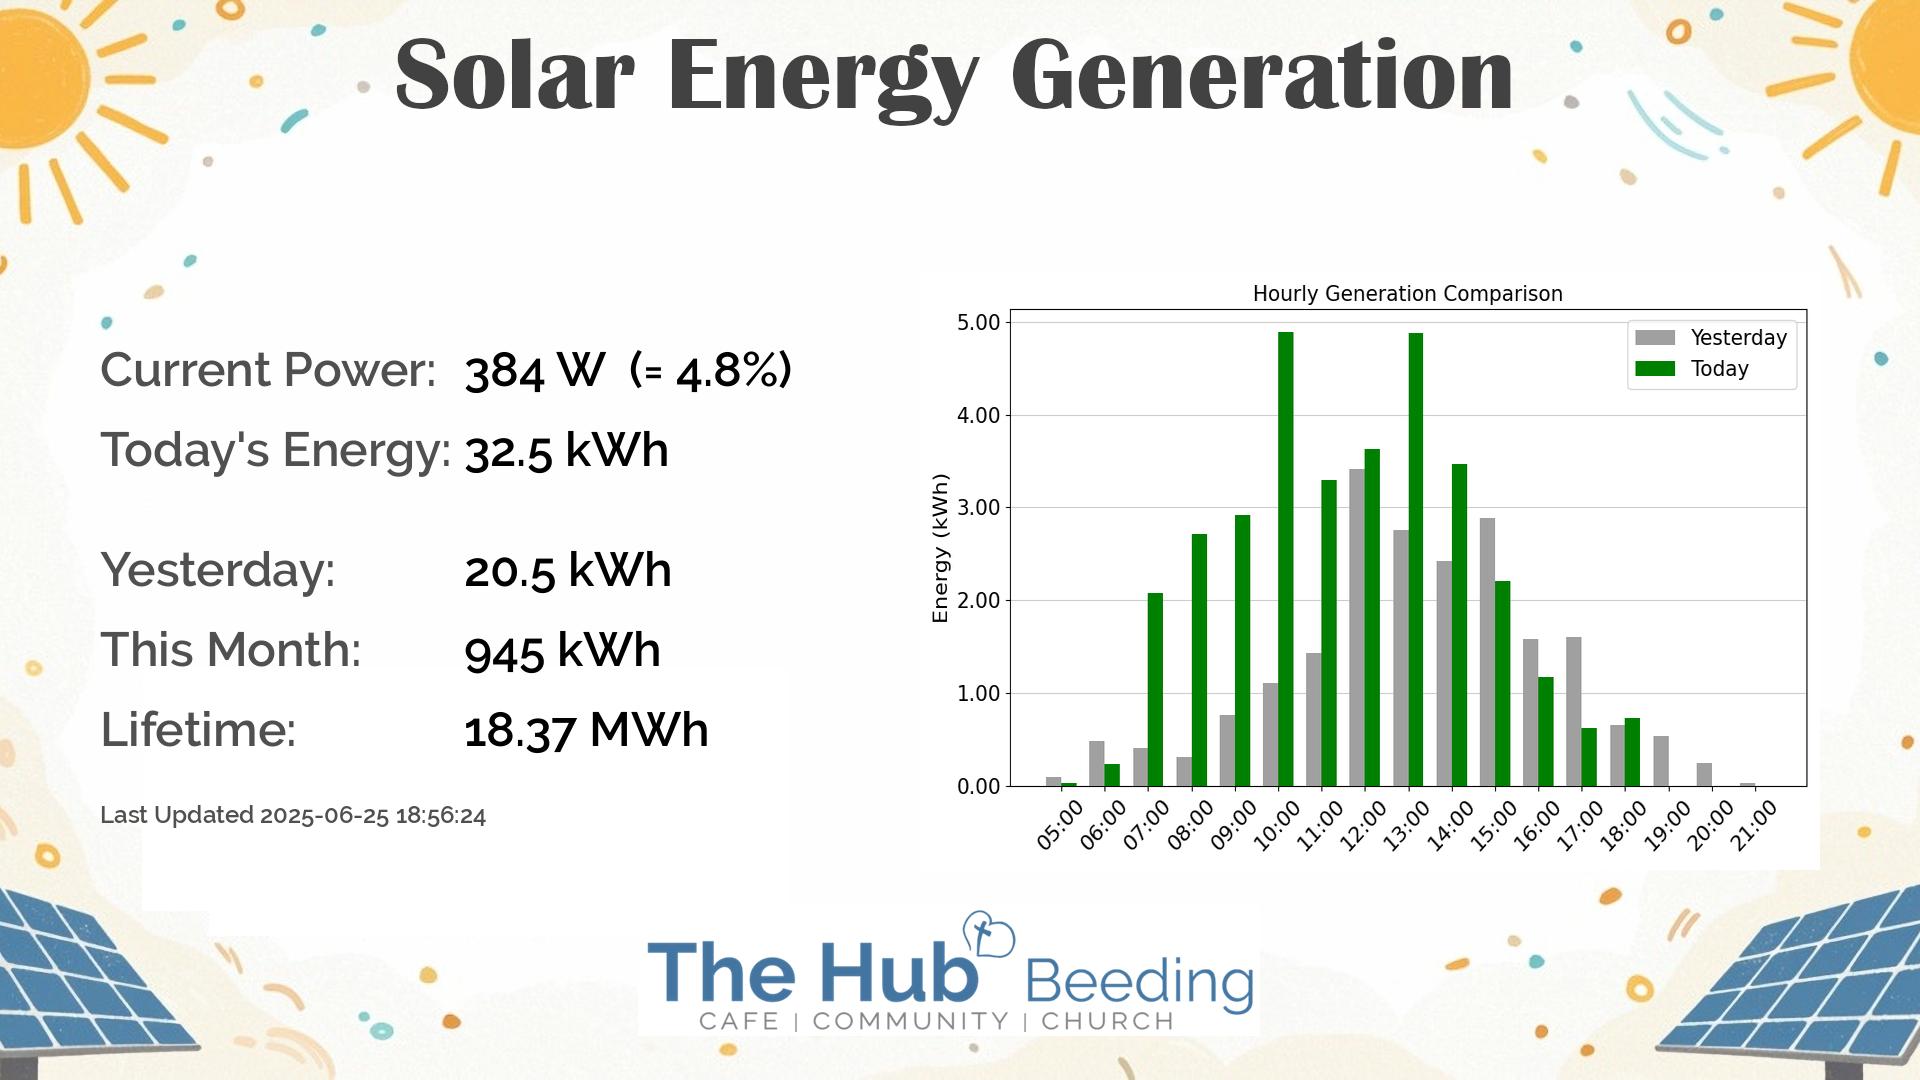 Solar Energy Generation
Current Power: 384 W (= 4.8%)
Today's Energy: 32.5 kWh
Yesterday: 20.5 kWh
This Month: 945 kWh
Lifetime: 18.37 MWh
Last Updated 2025-06-25 18:56:24
Hourly Generation Comparison
Yesterday
Today
Energy (kWh)
5.00
4.00
3.00
2.00
1.00
0.00
05:00 06:00 07:00 08:00 09:00 10:00 11:00 12:00 13:00 14:00 15:00 16:00 17:00 18:00 19:00 20:00 21:00
The Hub Beeding
CAFE | COMMUNITY | CHURCH